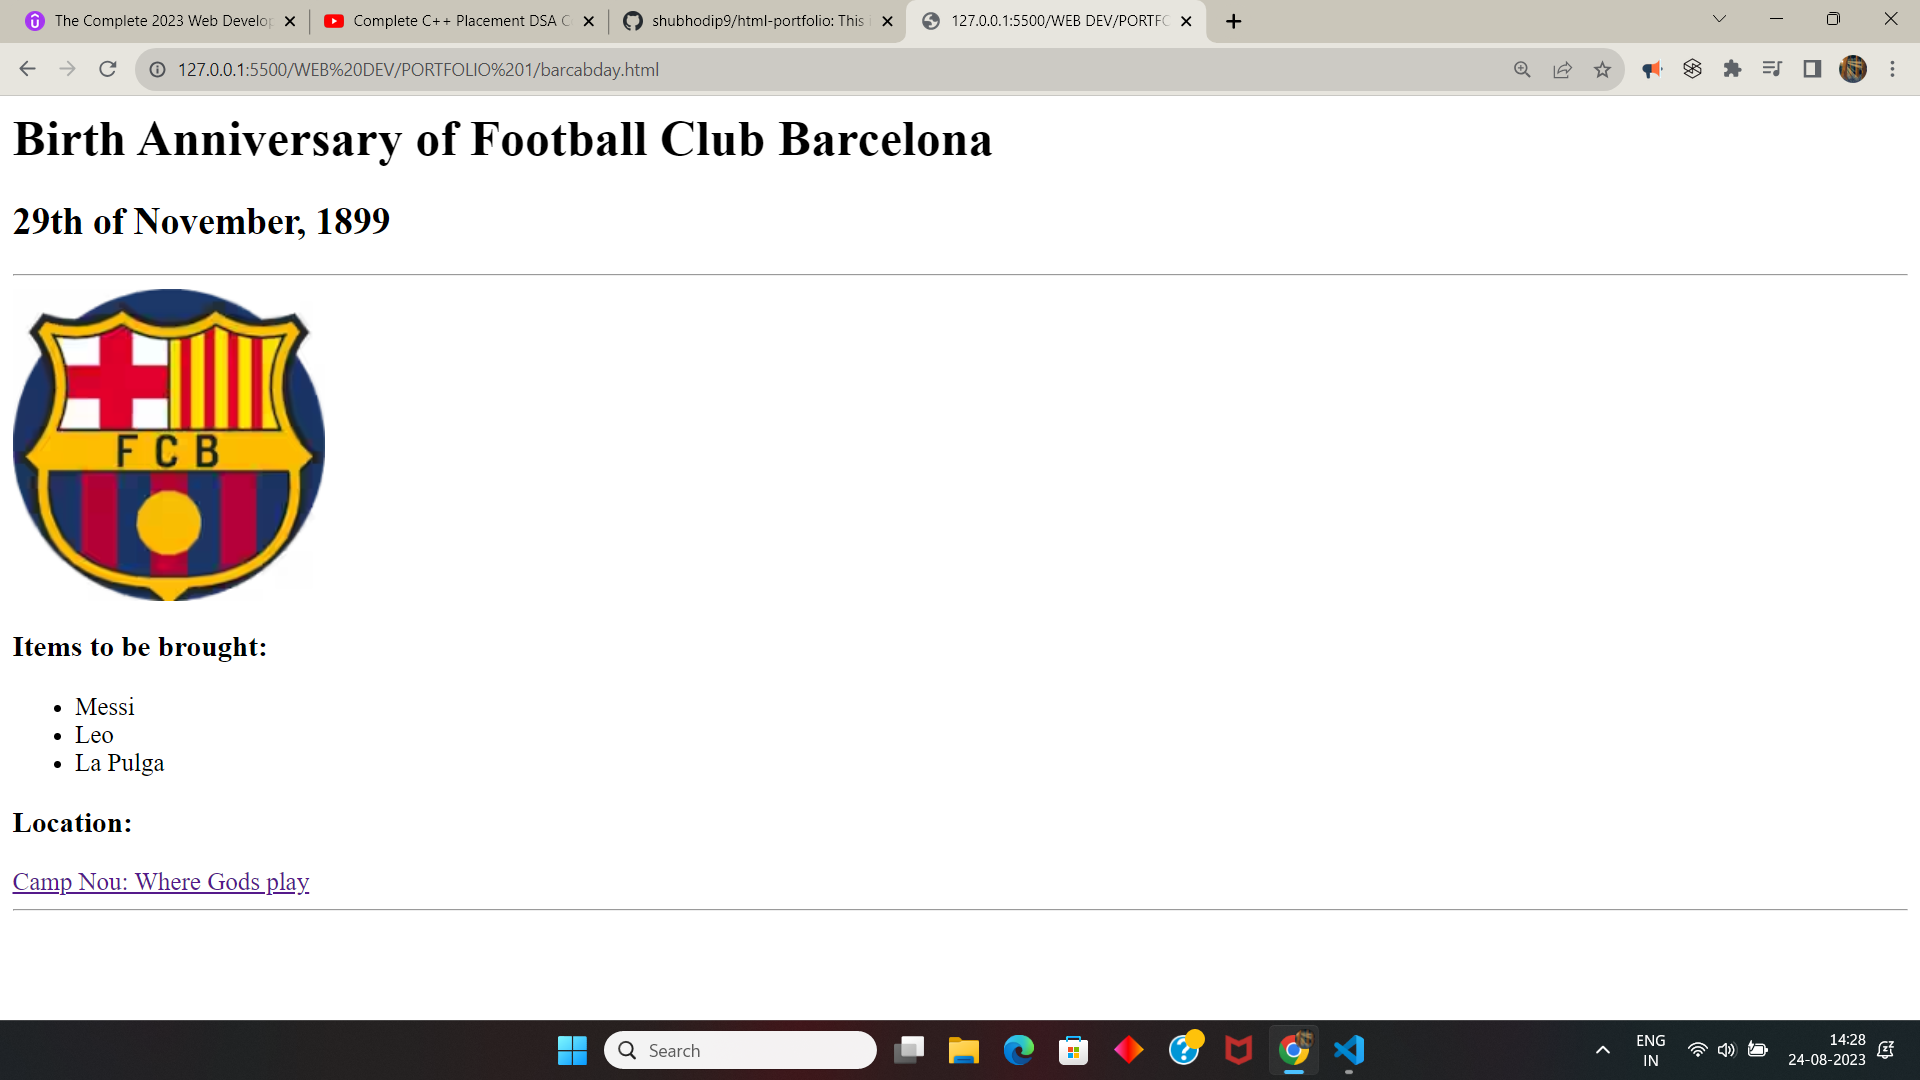 The Complete 2023 Web Develop
Complete C++ Placement DSA C
shubhodip9/html-portfolio: This i
127.0.0.1:5500/WEB DEV/PORTFO
127.0.0.1:5500/WEB%20DEV/PORTFOLIO%201/barcabday.html
Birth Anniversary of Football Club Barcelona
29th of November, 1899
FCB
Items to be brought:
• Messi
• Leo
• La Pulga
Location:
Camp Nou: Where Gods play
Search
ENG
IN
14:28
24-08-2023